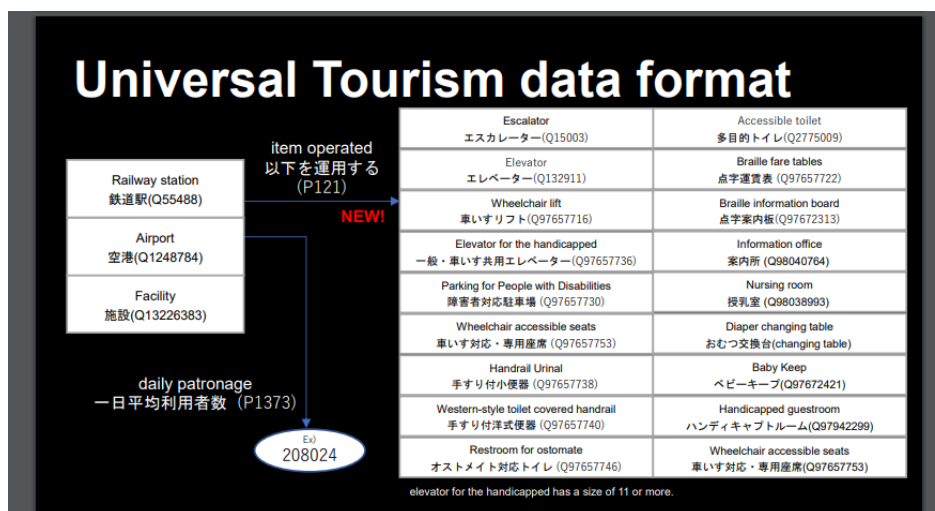 Universal Tourism data format
Railway station
鉄道駅(Q55488)
Airport
空港(Q1248784)
Facility
施設(Q13226383)
item operated
以下を運用する
(P121)
NEW!
daily patronage
一日平均利用者数（P1373）
Ex)
208024
Escalator
エスカレーター(Q15003)
Accessible toilet
多目的トイレ(Q2775009)
Elevator
エレベーター(Q132911)
Braille fare tables
点字運賃表 (Q97657722)
Wheelchair lift
車いすリフト(Q97657716)
Braille information board
点字案内板(Q97672313)
Elevator for the handicapped
一般・車いす共用エレベーター(Q97657736)
Information office
案内所 (Q98040764)
Parking for People with Disabilities
障害者対応駐車場 (Q97657730)
Nursing room
授乳室 (Q98038993)
Wheelchair accessible seats
車いす対応・専用座席 (Q97657753)
Diaper changing table
おむつ交換台(changing table)
Handrail Urinal
手すり付小便器 (Q97657738)
Baby Keep
ベビーキープ(Q97672421)
Western-style toilet covered handrail
手すり付洋式便器 (Q97657740)
Handicapped guestroom
ハンディキャプトルーム(Q97942299)
Restroom for ostomate
オストメイト対応トイレ (Q97657746)
Wheelchair accessible seats
車いす対応・専用座席(Q97657753)
elevator for the handicapped has a size of 11 or more.